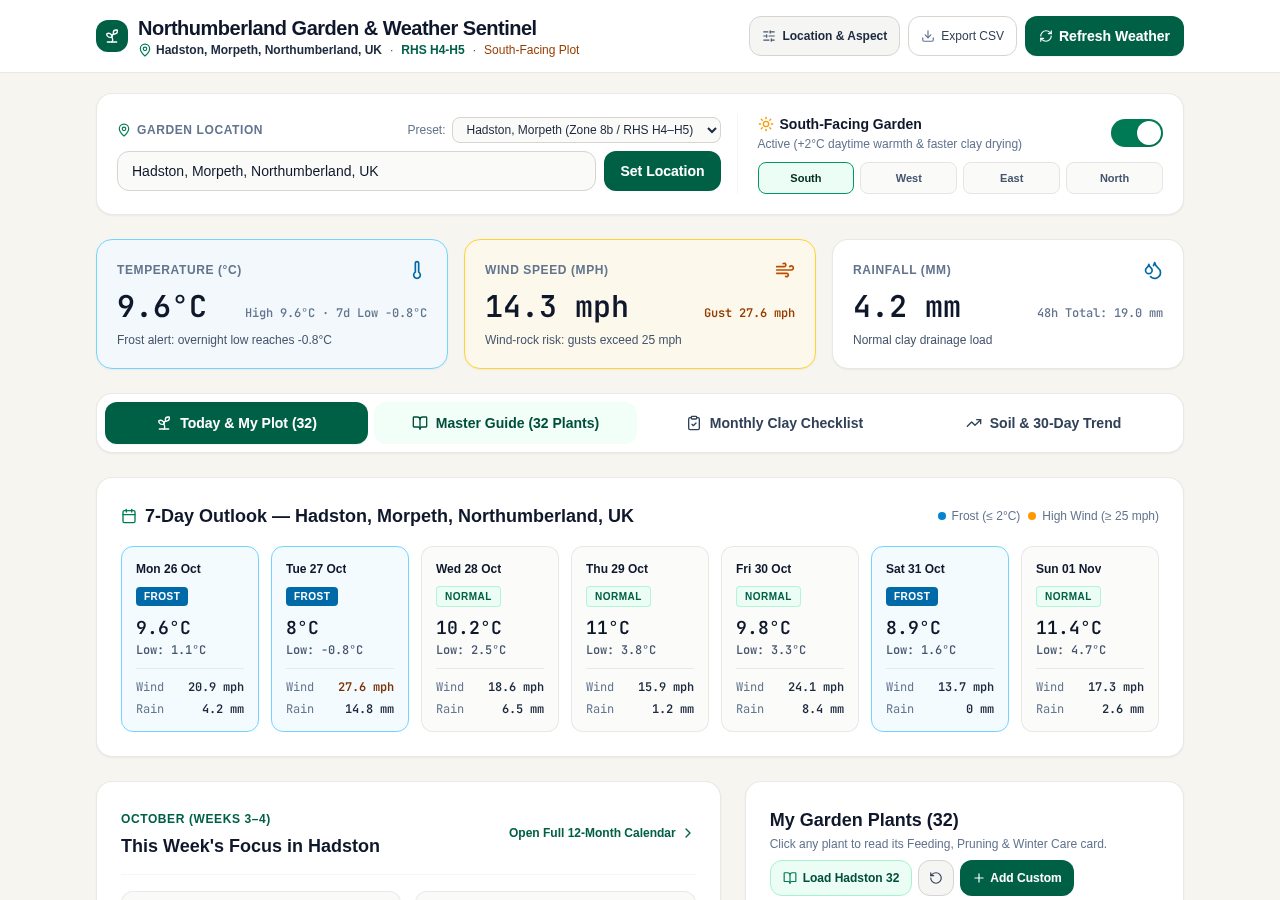 Northumberland Garden & Weather Sentinel
Hadston, Morpeth, Northumberland, UK · RHS H4-H5 · South-Facing Plot
Location & Aspect
Export CSV
Refresh Weather
GARDEN LOCATION
Preset:
Hadston, Morpeth (Zone 8b / RHS H4–H5)
Hadston, Morpeth, Northumberland, UK
Set Location
South-Facing Garden
Active (+2°C daytime warmth & faster clay drying)
South
West
East
North
TEMPERATURE (°C)
9.6°C
High 9.6°C · 7d Low -0.8°C
Frost alert: overnight low reaches -0.8°C
WIND SPEED (MPH)
14.3 mph
Gust 27.6 mph
Wind-rock risk: gusts exceed 25 mph
RAINFALL (MM)
4.2 mm
48h Total: 19.0 mm
Normal clay drainage load
Today & My Plot (32)
Master Guide (32 Plants)
Monthly Clay Checklist
Soil & 30-Day Trend
7-Day Outlook — Hadston, Morpeth, Northumberland, UK
Frost (≤ 2°C)
High Wind (≥ 25 mph)
Mon 26 Oct
FROST
9.6°C
Low: 1.1°C
Wind 20.9 mph
Rain 4.2 mm
Tue 27 Oct
FROST
8°C
Low: -0.8°C
Wind 27.6 mph
Rain 14.8 mm
Wed 28 Oct
NORMAL
10.2°C
Low: 2.5°C
Wind 18.6 mph
Rain 6.5 mm
Thu 29 Oct
NORMAL
11°C
Low: 3.8°C
Wind 15.9 mph
Rain 1.2 mm
Fri 30 Oct
NORMAL
9.8°C
Low: 3.3°C
Wind 24.1 mph
Rain 8.4 mm
Sat 31 Oct
FROST
8.9°C
Low: 1.6°C
Wind 13.7 mph
Rain 0 mm
Sun 01 Nov
NORMAL
11.4°C
Low: 4.7°C
Wind 17.3 mph
Rain 2.6 mm
OCTOBER (WEEKS 3–4)
This Week's Focus in Hadston
Open Full 12-Month Calendar
My Garden Plants (32)
Click any plant to read its Feeding, Pruning & Winter Care card.
Load Hadston 32
Add Custom